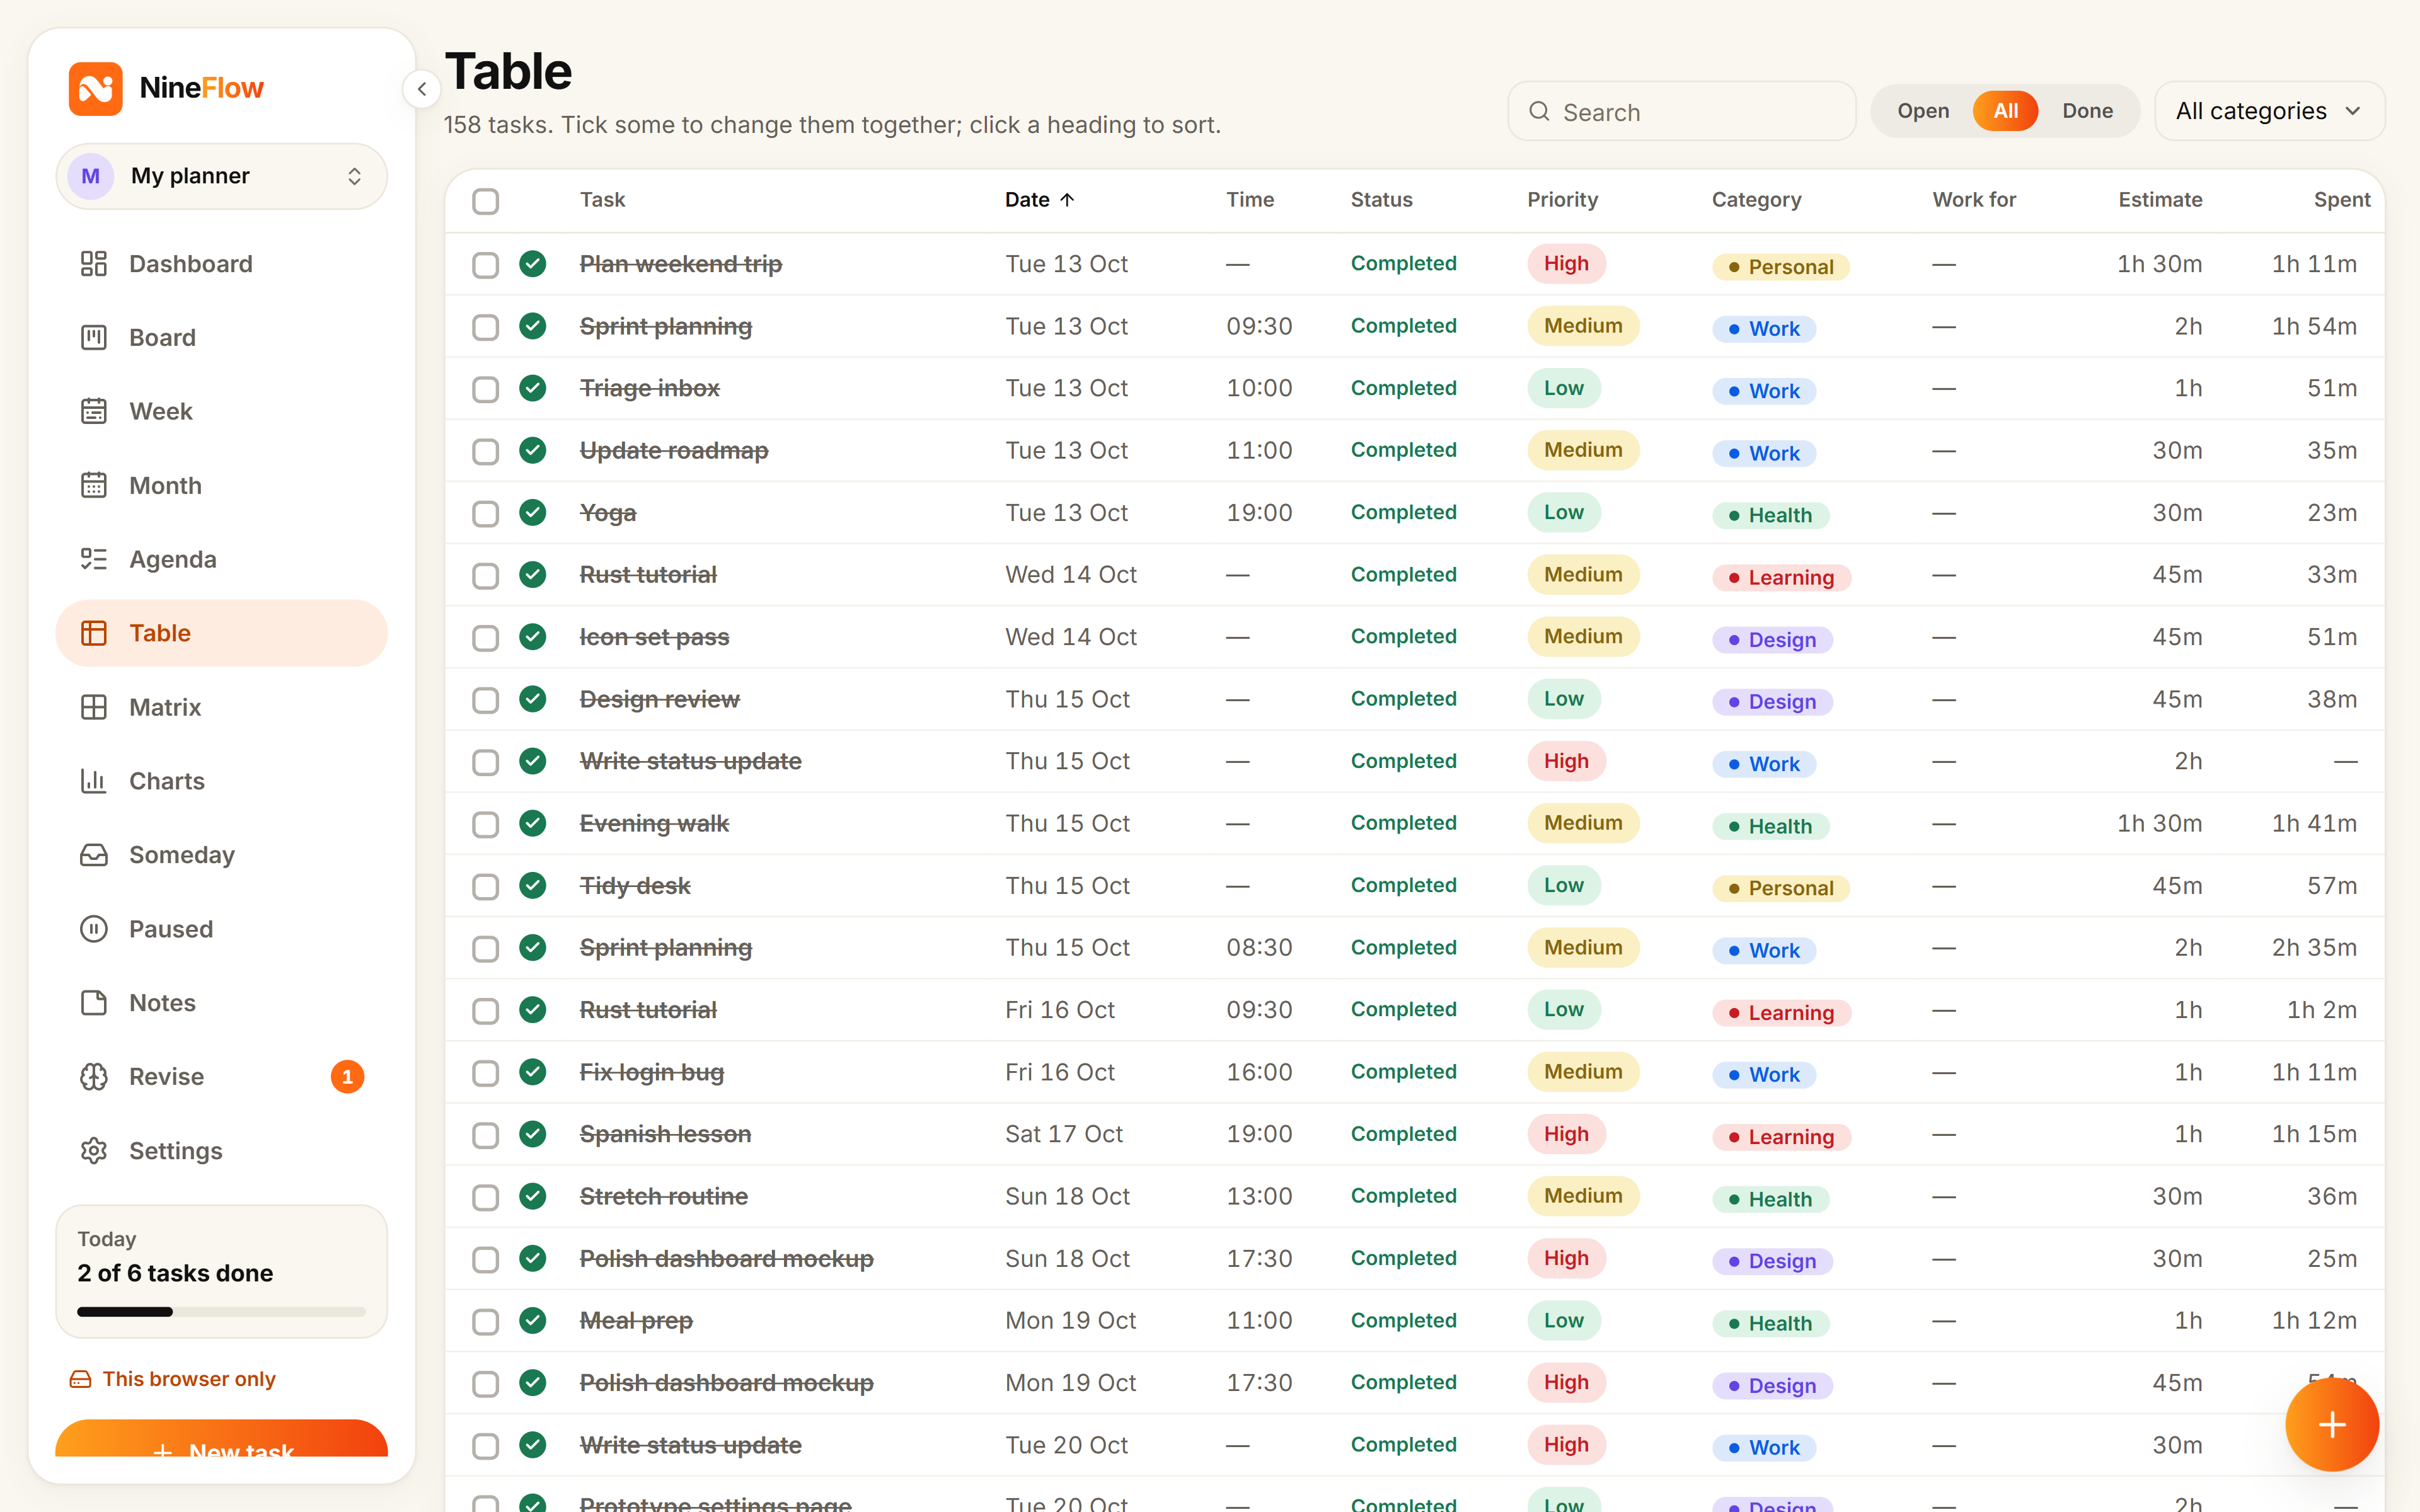 NineFlow
M My planner
Dashboard
Board
Week
Month
Agenda
Table
Matrix
Charts
Someday
Paused
Notes
Revise 1
Settings
Today
2 of 6 tasks done
This browser only
New task
Table
158 tasks. Tick some to change them together; click a heading to sort.
Search
Open All Done
All categories
Task Date Time Status Priority Category Work for Estimate Spent
Plan weekend trip Tue 13 Oct — Completed High Personal — 1h 30m 1h 11m
Sprint planning Tue 13 Oct 09:30 Completed Medium Work — 2h 1h 54m
Triage inbox Tue 13 Oct 10:00 Completed Low Work — 1h 51m
Update roadmap Tue 13 Oct 11:00 Completed Medium Work — 30m 35m
Yoga Tue 13 Oct 19:00 Completed Low Health — 30m 23m
Rust tutorial Wed 14 Oct — Completed Medium Learning — 45m 33m
Icon set pass Wed 14 Oct — Completed Medium Design — 45m 51m
Design review Thu 15 Oct — Completed Low Design — 45m 38m
Write status update Thu 15 Oct — Completed High Work — 2h —
Evening walk Thu 15 Oct — Completed Medium Health — 1h 30m 1h 41m
Tidy desk Thu 15 Oct — Completed Low Personal — 45m 57m
Sprint planning Thu 15 Oct 08:30 Completed Medium Work — 2h 2h 35m
Rust tutorial Fri 16 Oct 09:30 Completed Low Learning — 1h 1h 2m
Fix login bug Fri 16 Oct 16:00 Completed Medium Work — 1h 1h 11m
Spanish lesson Sat 17 Oct 19:00 Completed High Learning — 1h 1h 15m
Stretch routine Sun 18 Oct 13:00 Completed Medium Health — 30m 36m
Polish dashboard mockup Sun 18 Oct 17:30 Completed High Design — 30m 25m
Meal prep Mon 19 Oct 11:00 Completed Low Health — 1h 1h 12m
Polish dashboard mockup Mon 19 Oct 17:30 Completed High Design — 45m
Write status update Tue 20 Oct — Completed High Work — 30m
Prototype settings page Tue 20 Oct — Completed Low Design — 2h —